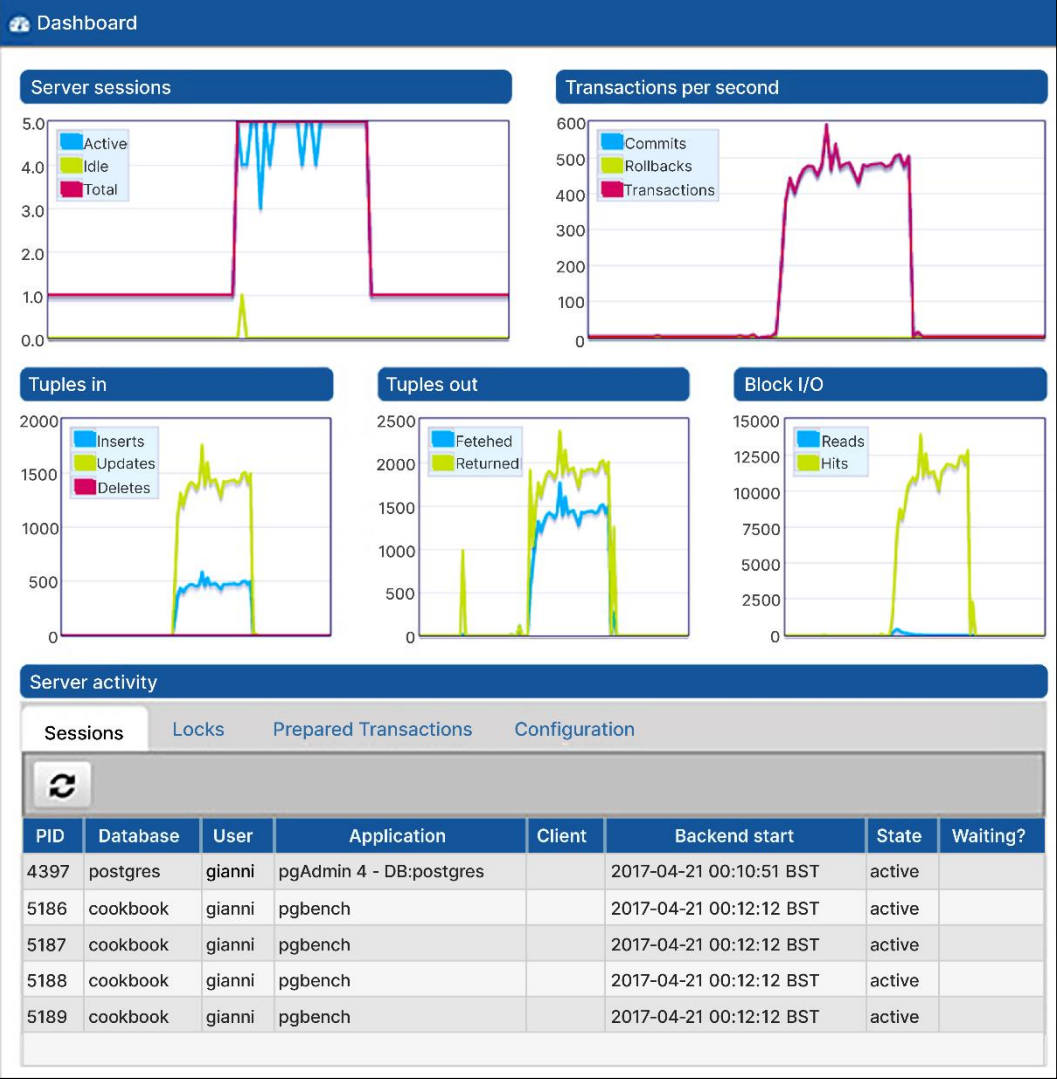 Dashboard
Server sessions
5.0
4.0
3.0
2.0
1.0
0.0
Active
Idle
Total
Transactions per second
600
500
400
300
200
100
0
Commits
Rollbacks
Transactions
Tuples in
2000
1500
1000
500
0
Inserts
Updates
Deletes
Tuples out
2500
2000
1500
1000
500
0
Fetehed
Returned
Block I/O
15000
12500
10000
7500
5000
2500
0
Reads
Hits
Server activity
Sessions Locks Prepared Transactions Configuration
PID Database User Application Client Backend start State Waiting?
4397 postgres gianni pgAdmin 4 - DB:postgres 2017-04-21 00:10:51 BST active
5186 cookbook gianni pgbench 2017-04-21 00:12:12 BST active
5187 cookbook gianni pgbench 2017-04-21 00:12:12 BST active
5188 cookbook gianni pgbench 2017-04-21 00:12:12 BST active
5189 cookbook gianni pgbench 2017-04-21 00:12:12 BST active